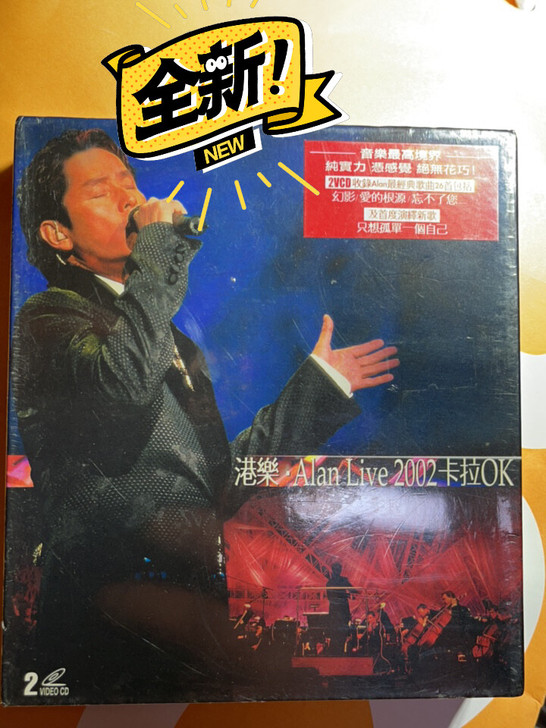 全新!
NEW
音樂最高境界
純實力 憑感覺 絕無花巧!
2VCD收錄Alan最經典歌曲26首包括
幻影/愛的根源/忘不了您
及首度演繹新歌
只想孤單一個自己
港樂·Alan Live 2002卡拉OK
2 VIDEO CD